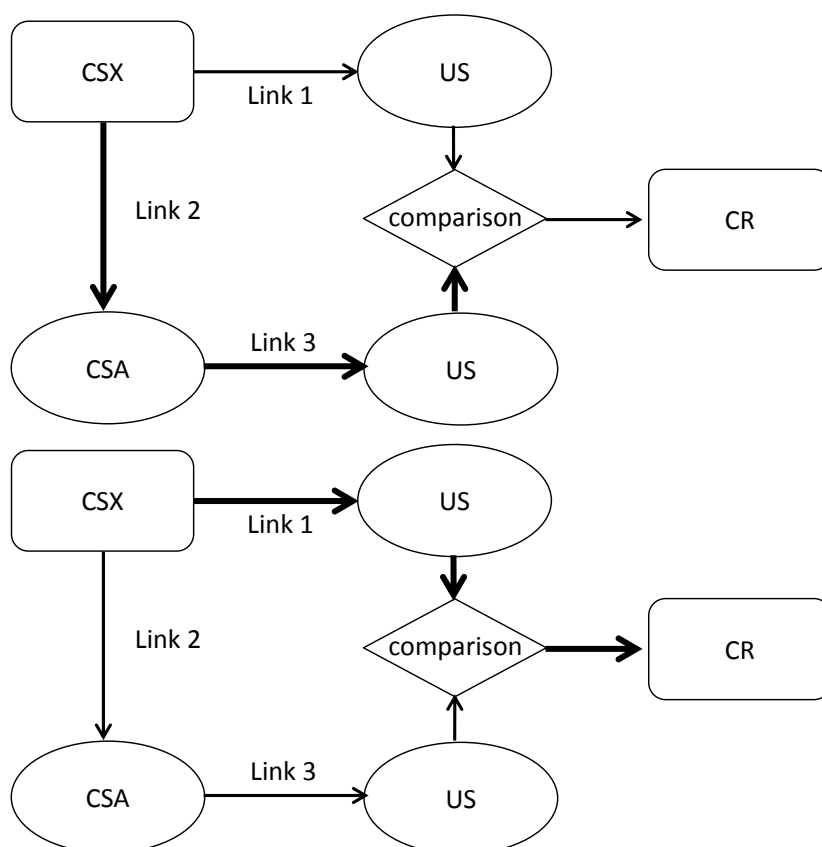 CSX
US
Link 1
Link 2
comparison
CR
Link 3
CSA
US
CSX
US
Link 1
Link 2
comparison
CR
Link 3
CSA
US